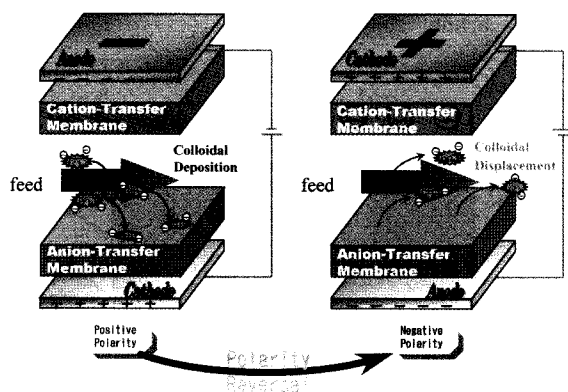 Anode
−
Cation-Transfer
Membrane
Colloidal
Deposition
feed
Anion-Transfer
Membrane
Cathode
+ + + + + +
Positive
Polarity
Cathode
+
Cation-Transfer
Membrane
Colloidal
Displacement
feed
Anion-Transfer
Membrane
Anode
Negative
Polarity
Polarity
Reversal